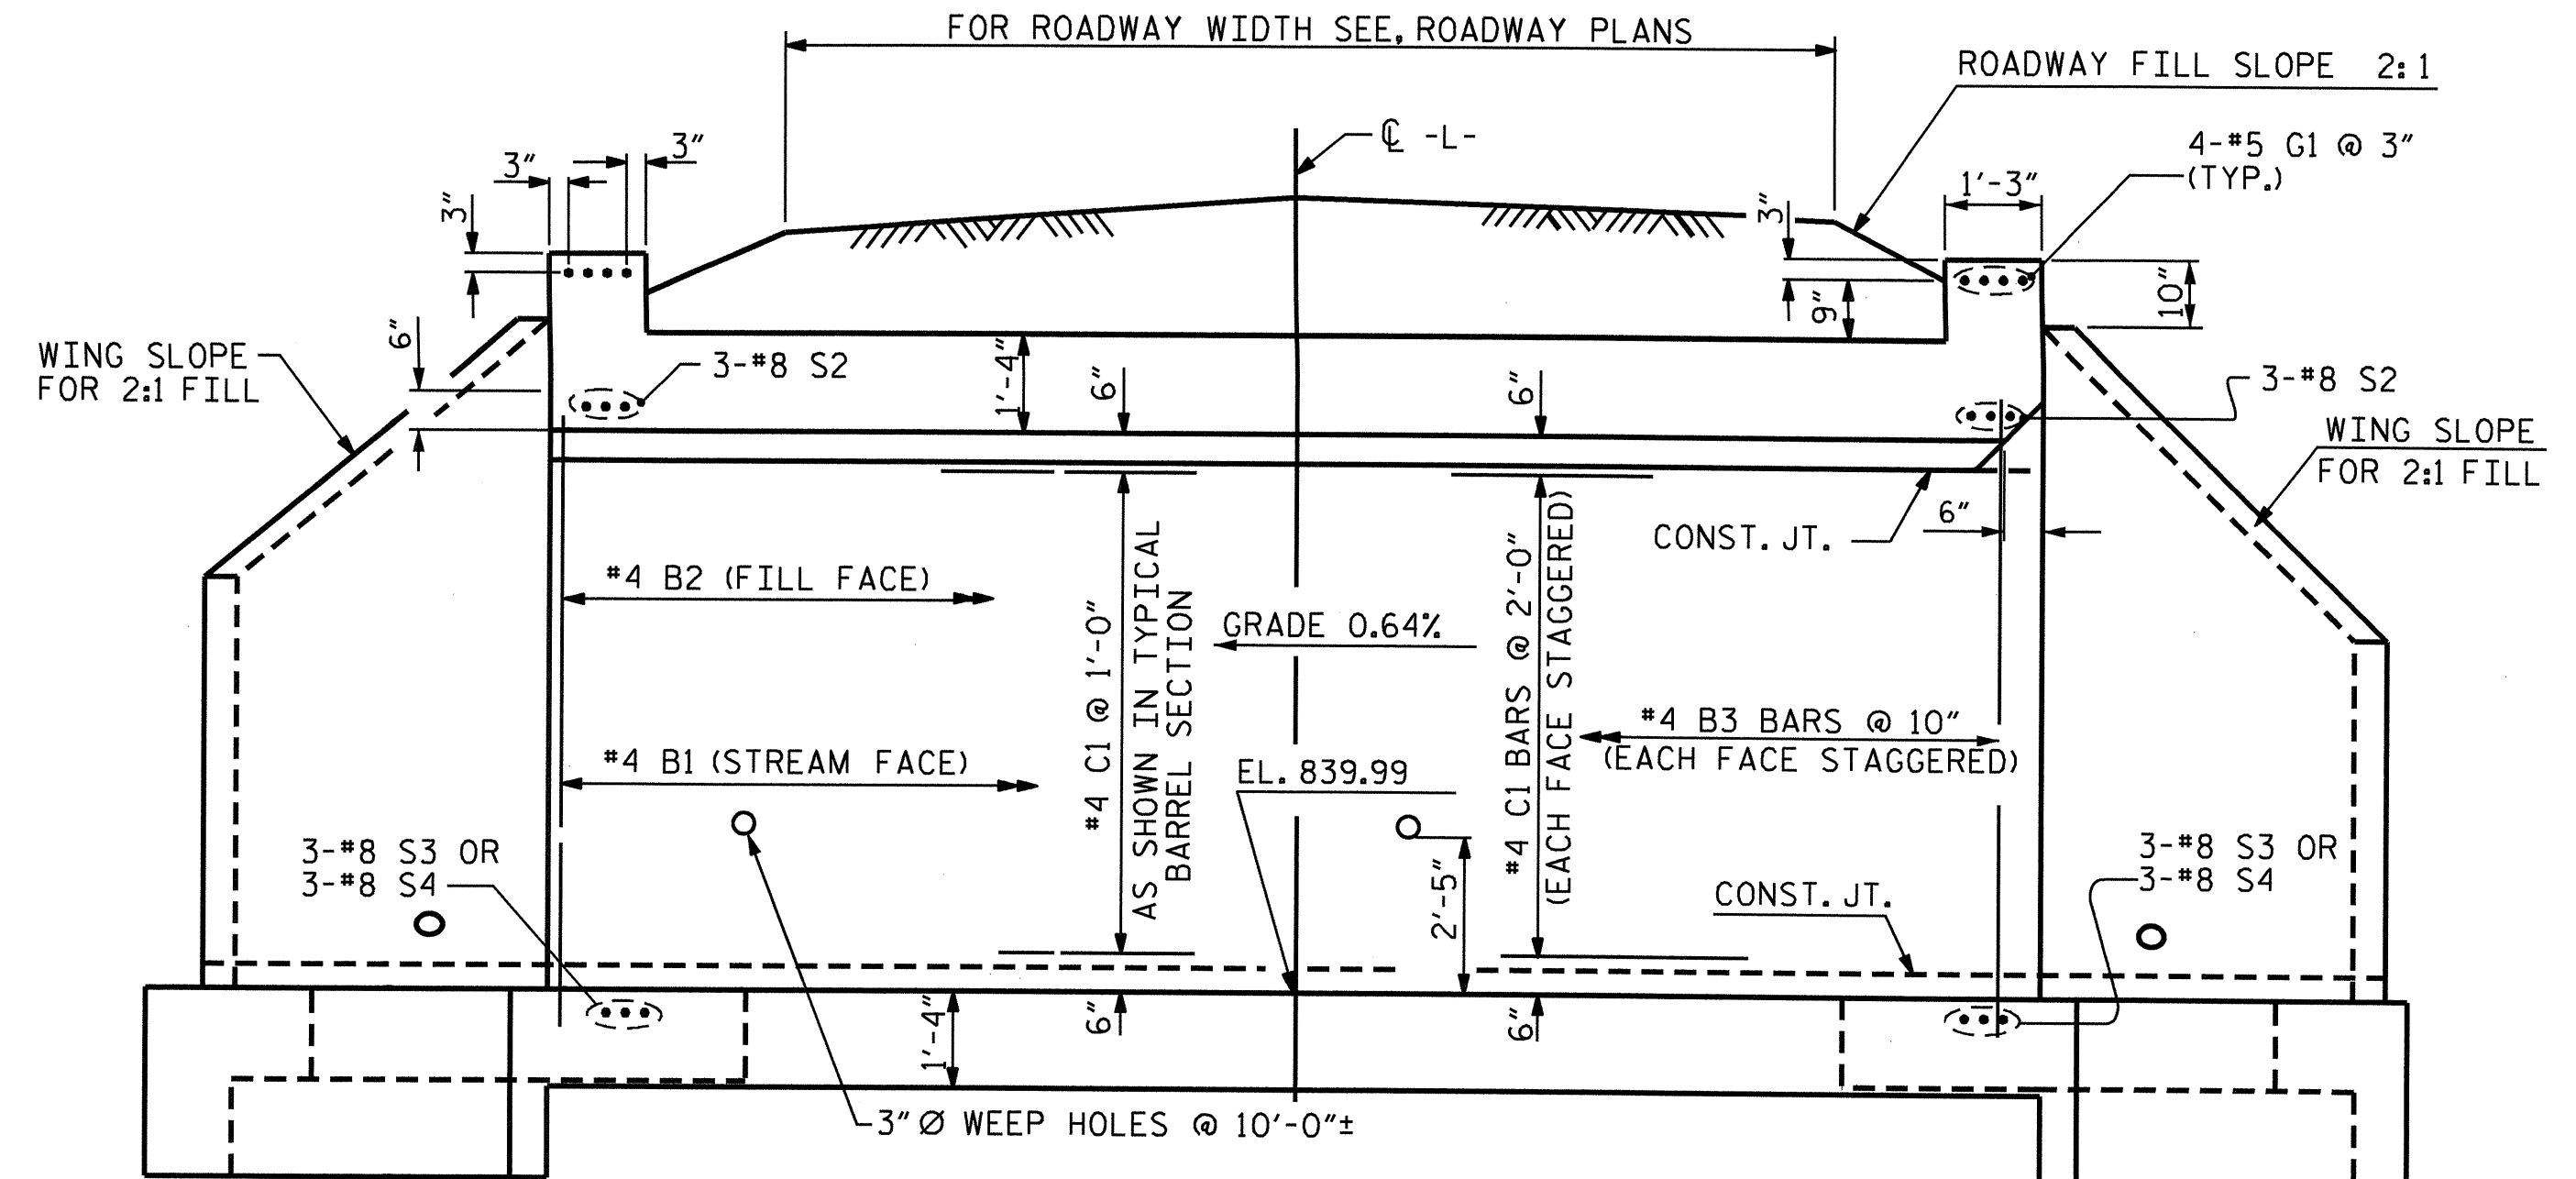 FOR ROADWAY WIDTH SEE, ROADWAY PLANS
ROADWAY FILL SLOPE 2:1
℄ -L-
4-#5 G1 @ 3"
(TYP.)
3"
3"
3"
3"
1'-3"
10"
9"
6"
WING SLOPE
FOR 2:1 FILL
3-#8 S2
1'-4"
6"
6"
3-#8 S2
WING SLOPE
FOR 2:1 FILL
6"
CONST. JT.
#4 B2 (FILL FACE)
#4 C1 @ 1'-0"
AS SHOWN IN TYPICAL
BARREL SECTION
GRADE 0.64%
#4 C1 BARS @ 2'-0"
(EACH FACE STAGGERED)
#4 B3 BARS @ 10"
(EACH FACE STAGGERED)
#4 B1 (STREAM FACE)
EL. 839.99
3-#8 S3 OR
3-#8 S4
2'-5"
CONST. JT.
3-#8 S3 OR
3-#8 S4
1'-4"
6"
6"
3" Ø WEEP HOLES @ 10'-0"±